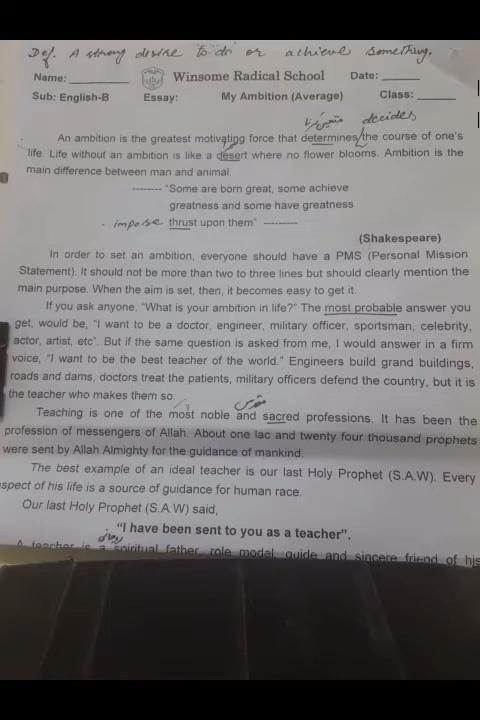 Def. A strong desire to do or achieve something.
Name: Winsome Radical School Date:
Sub: English-B Essay: My Ambition (Average) Class:
decides
An ambition is the greatest motivating force that determines the course of one's
life. Life without an ambition is like a desert where no flower blooms. Ambition is the
main difference between man and animal.
-------- "Some are born great, some achieve
greatness and some have greatness
impose thrust upon them" ---------
(Shakespeare)
In order to set an ambition, everyone should have a PMS (Personal Mission
Statement). It should not be more than two to three lines but should clearly mention the
main purpose. When the aim is set, then, it becomes easy to get it.
If you ask anyone, "What is your ambition in life?" The most probable answer you
get, would be, "I want to be a doctor, engineer, military officer, sportsman, celebrity,
actor, artist, etc". But if the same question is asked from me, I would answer in a firm
voice, "I want to be the best teacher of the world." Engineers build grand buildings,
roads and dams, doctors treat the patients, military officers defend the country, but it is
the teacher who makes them so.
مقدس
Teaching is one of the most noble and sacred professions. It has been the
profession of messengers of Allah. About one lac and twenty four thousand prophets
were sent by Allah Almighty for the guidance of mankind.
The best example of an ideal teacher is our last Holy Prophet (S.A.W). Every
spect of his life is a source of guidance for human race.
Our last Holy Prophet (S.A.W) said,
"I have been sent to you as a teacher".
A teacher is a spiritual father, role model, guide and sincere friend of his